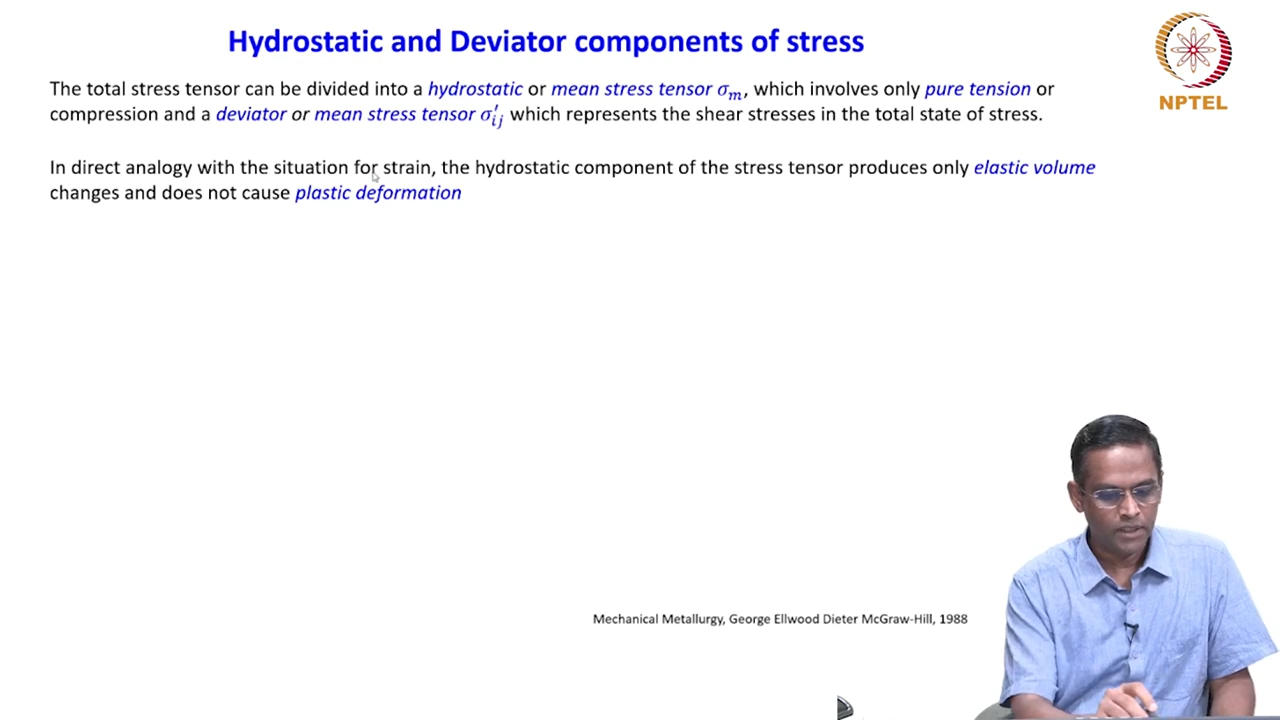 Hydrostatic and Deviator components of stress
NPTEL
The total stress tensor can be divided into a hydrostatic or mean stress tensor σₘ, which involves only pure tension or
compression and a deviator or mean stress tensor σ′ᵢⱼ which represents the shear stresses in the total state of stress.
In direct analogy with the situation for strain, the hydrostatic component of the stress tensor produces only elastic volume
changes and does not cause plastic deformation
Mechanical Metallurgy, George Ellwood Dieter McGraw-Hill, 1988